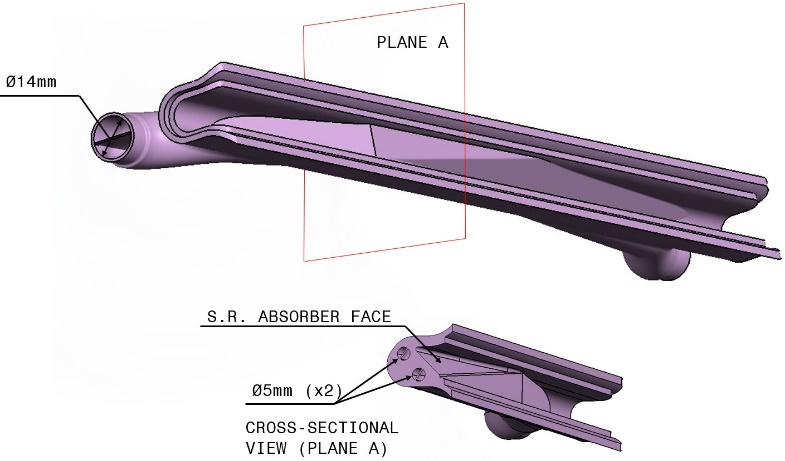 PLANE A
Ø14mm
S.R. ABSORBER FACE
Ø5mm (x2)
CROSS-SECTIONAL
VIEW (PLANE A)